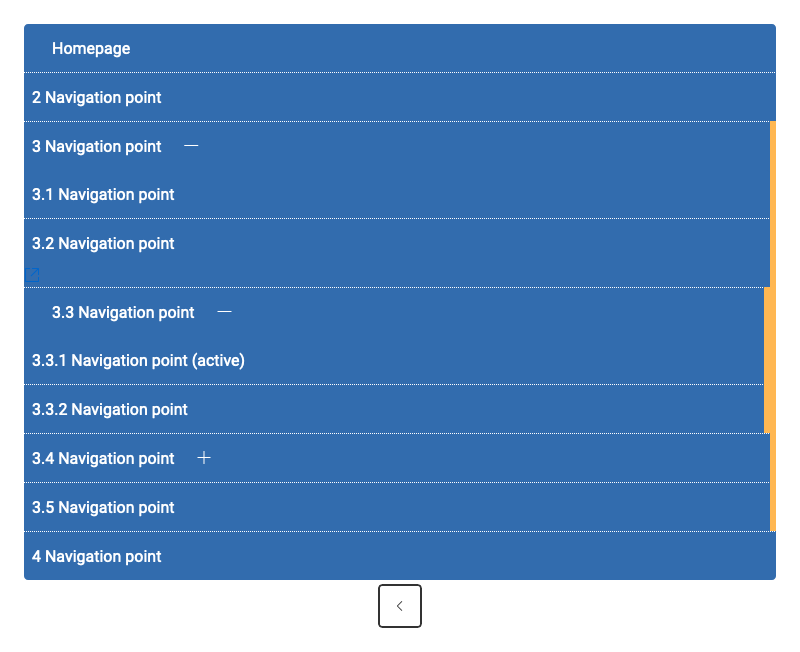 Homepage
2 Navigation point
3 Navigation point
3.1 Navigation point
3.2 Navigation point
3.3 Navigation point
3.3.1 Navigation point (active)
3.3.2 Navigation point
3.4 Navigation point
3.5 Navigation point
4 Navigation point